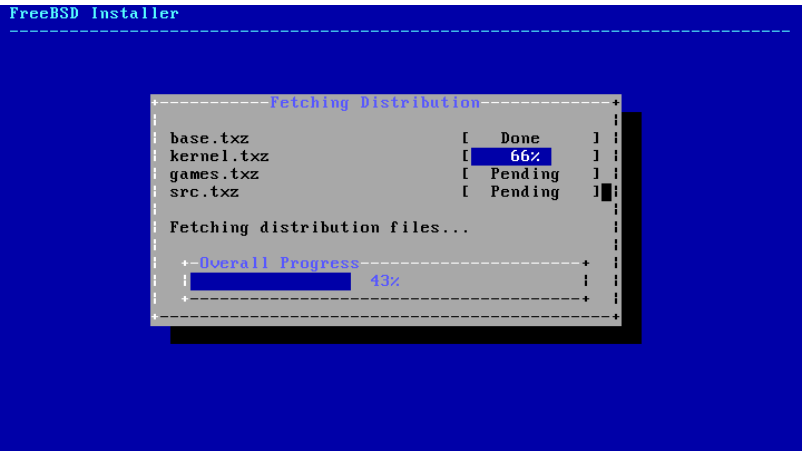 FreeBSD Installer
Fetching Distribution
base.txz [ Done ]
kernel.txz [ 66% ]
games.txz [ Pending ]
src.txz [ Pending ]
Fetching distribution files...
Overall Progress
43%